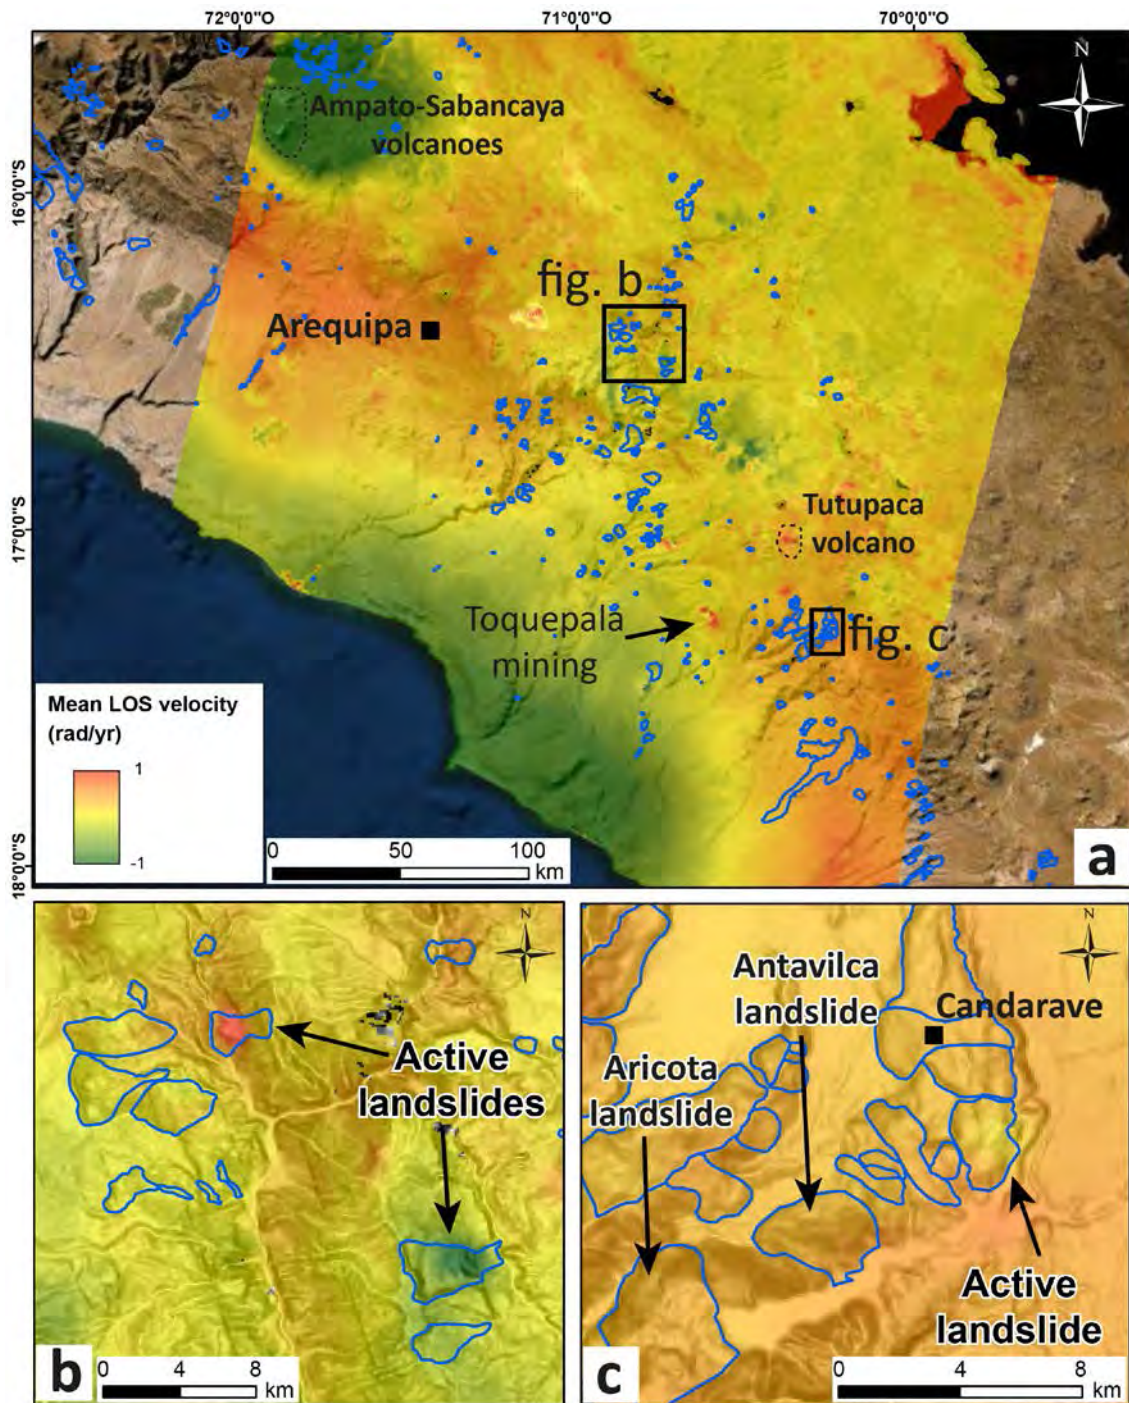 72°0'0"O
71°0'0"O
70°0'0"O
16°0'0"S
17°0'0"S
18°0'0"S
N
Ampato-Sabancaya
volcanoes
fig. b
Arequipa
Tutupaca
volcano
Toquepala
mining
fig. c
Mean LOS velocity
(rad/yr)
1
-1
0
50
100
km
a
N
Active
landslides
b
0
4
8
km
N
Antavilca
landslide
Candarave
Aricota
landslide
Active
landslide
c
0
4
8
km